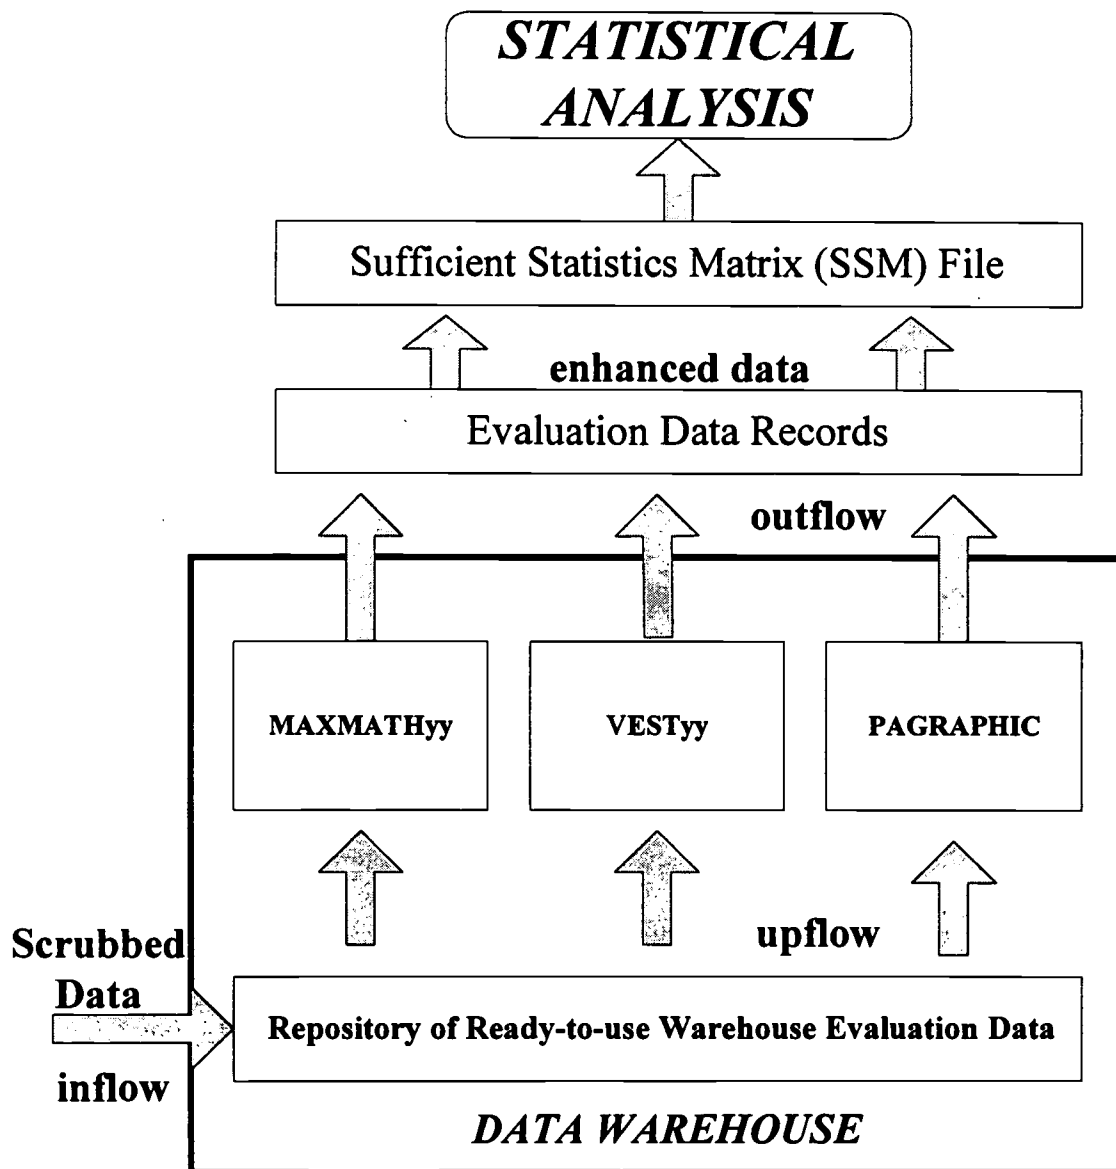 STATISTICAL
ANALYSIS
Sufficient Statistics Matrix (SSM) File
enhanced data
Evaluation Data Records
outflow
MAXMATHyy
VESTyy
PAGRAPHIC
upflow
Scrubbed
Data
Repository of Ready-to-use Warehouse Evaluation Data
inflow
DATA WAREHOUSE